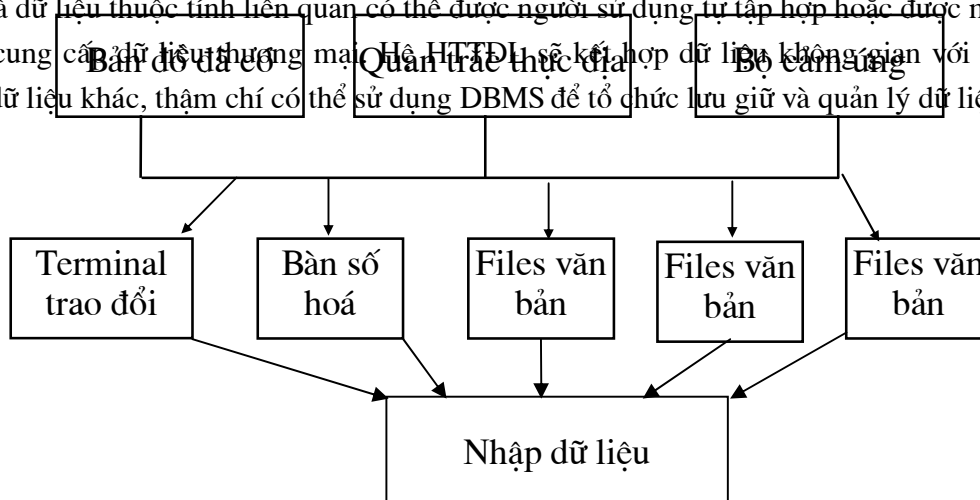 à dữ liệu thuộc tính liên quan có thể được người sử dụng tự tập hợp hoặc được
cung cấp dữ liệu thương mại. Hệ HTTĐL sẽ kết hợp dữ liệu không gian với
dữ liệu khác, thậm chí có thể sử dụng DBMS để tổ chức lưu giữ và quản lý dữ
Bản đồ đã có
Quan trắc thực địa
Bộ cảm ứng
Terminal
trao đổi
Bàn số
hoá
Files văn
bản
Files văn
bản
Files văn
bản
Nhập dữ liệu